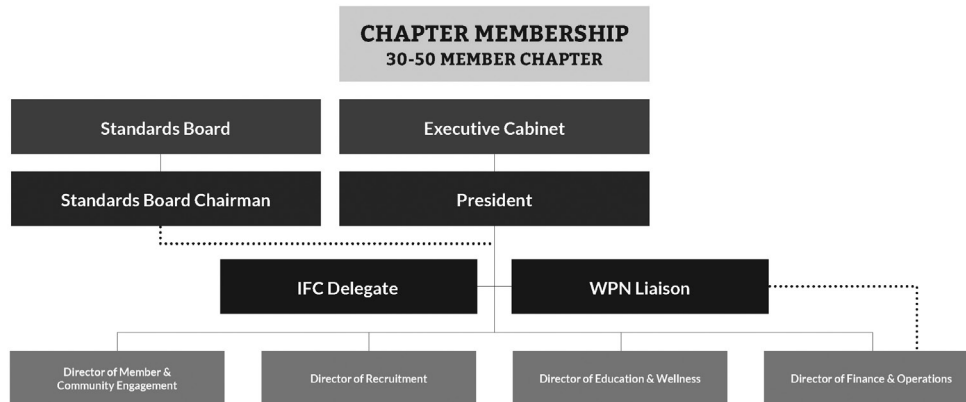 CHAPTER MEMBERSHIP
30-50 MEMBER CHAPTER
Standards Board
Executive Cabinet
Standards Board Chairman
President
IFC Delegate
WPN Liaison
Director of Member &
Community Engagement
Director of Recruitment
Director of Education & Wellness
Director of Finance & Operations